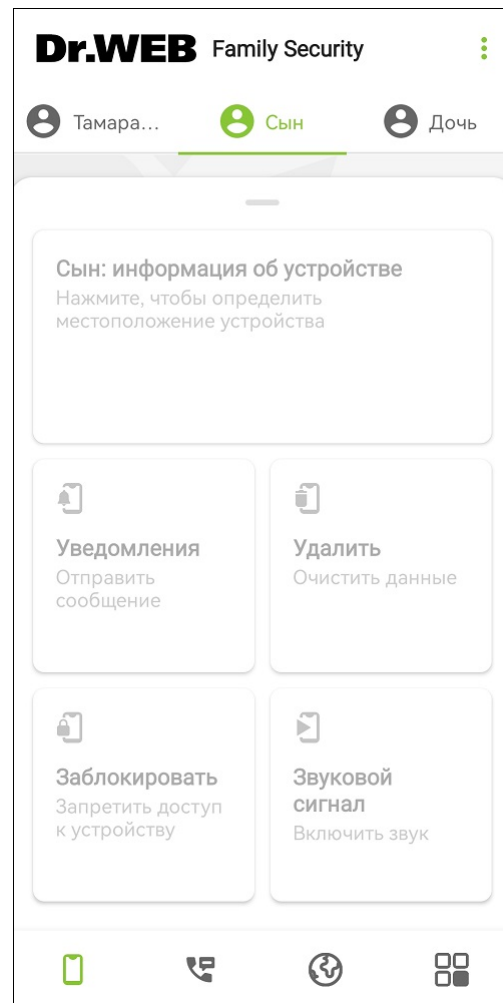 Dr.WEB Family Security
Тамара... Сын Дочь
Сын: информация об устройстве
Нажмите, чтобы определить
местоположение устройства
Уведомления
Отправить
сообщение
Удалить
Очистить данные
Заблокировать
Запретить доступ
к устройству
Звуковой
сигнал
Включить звук